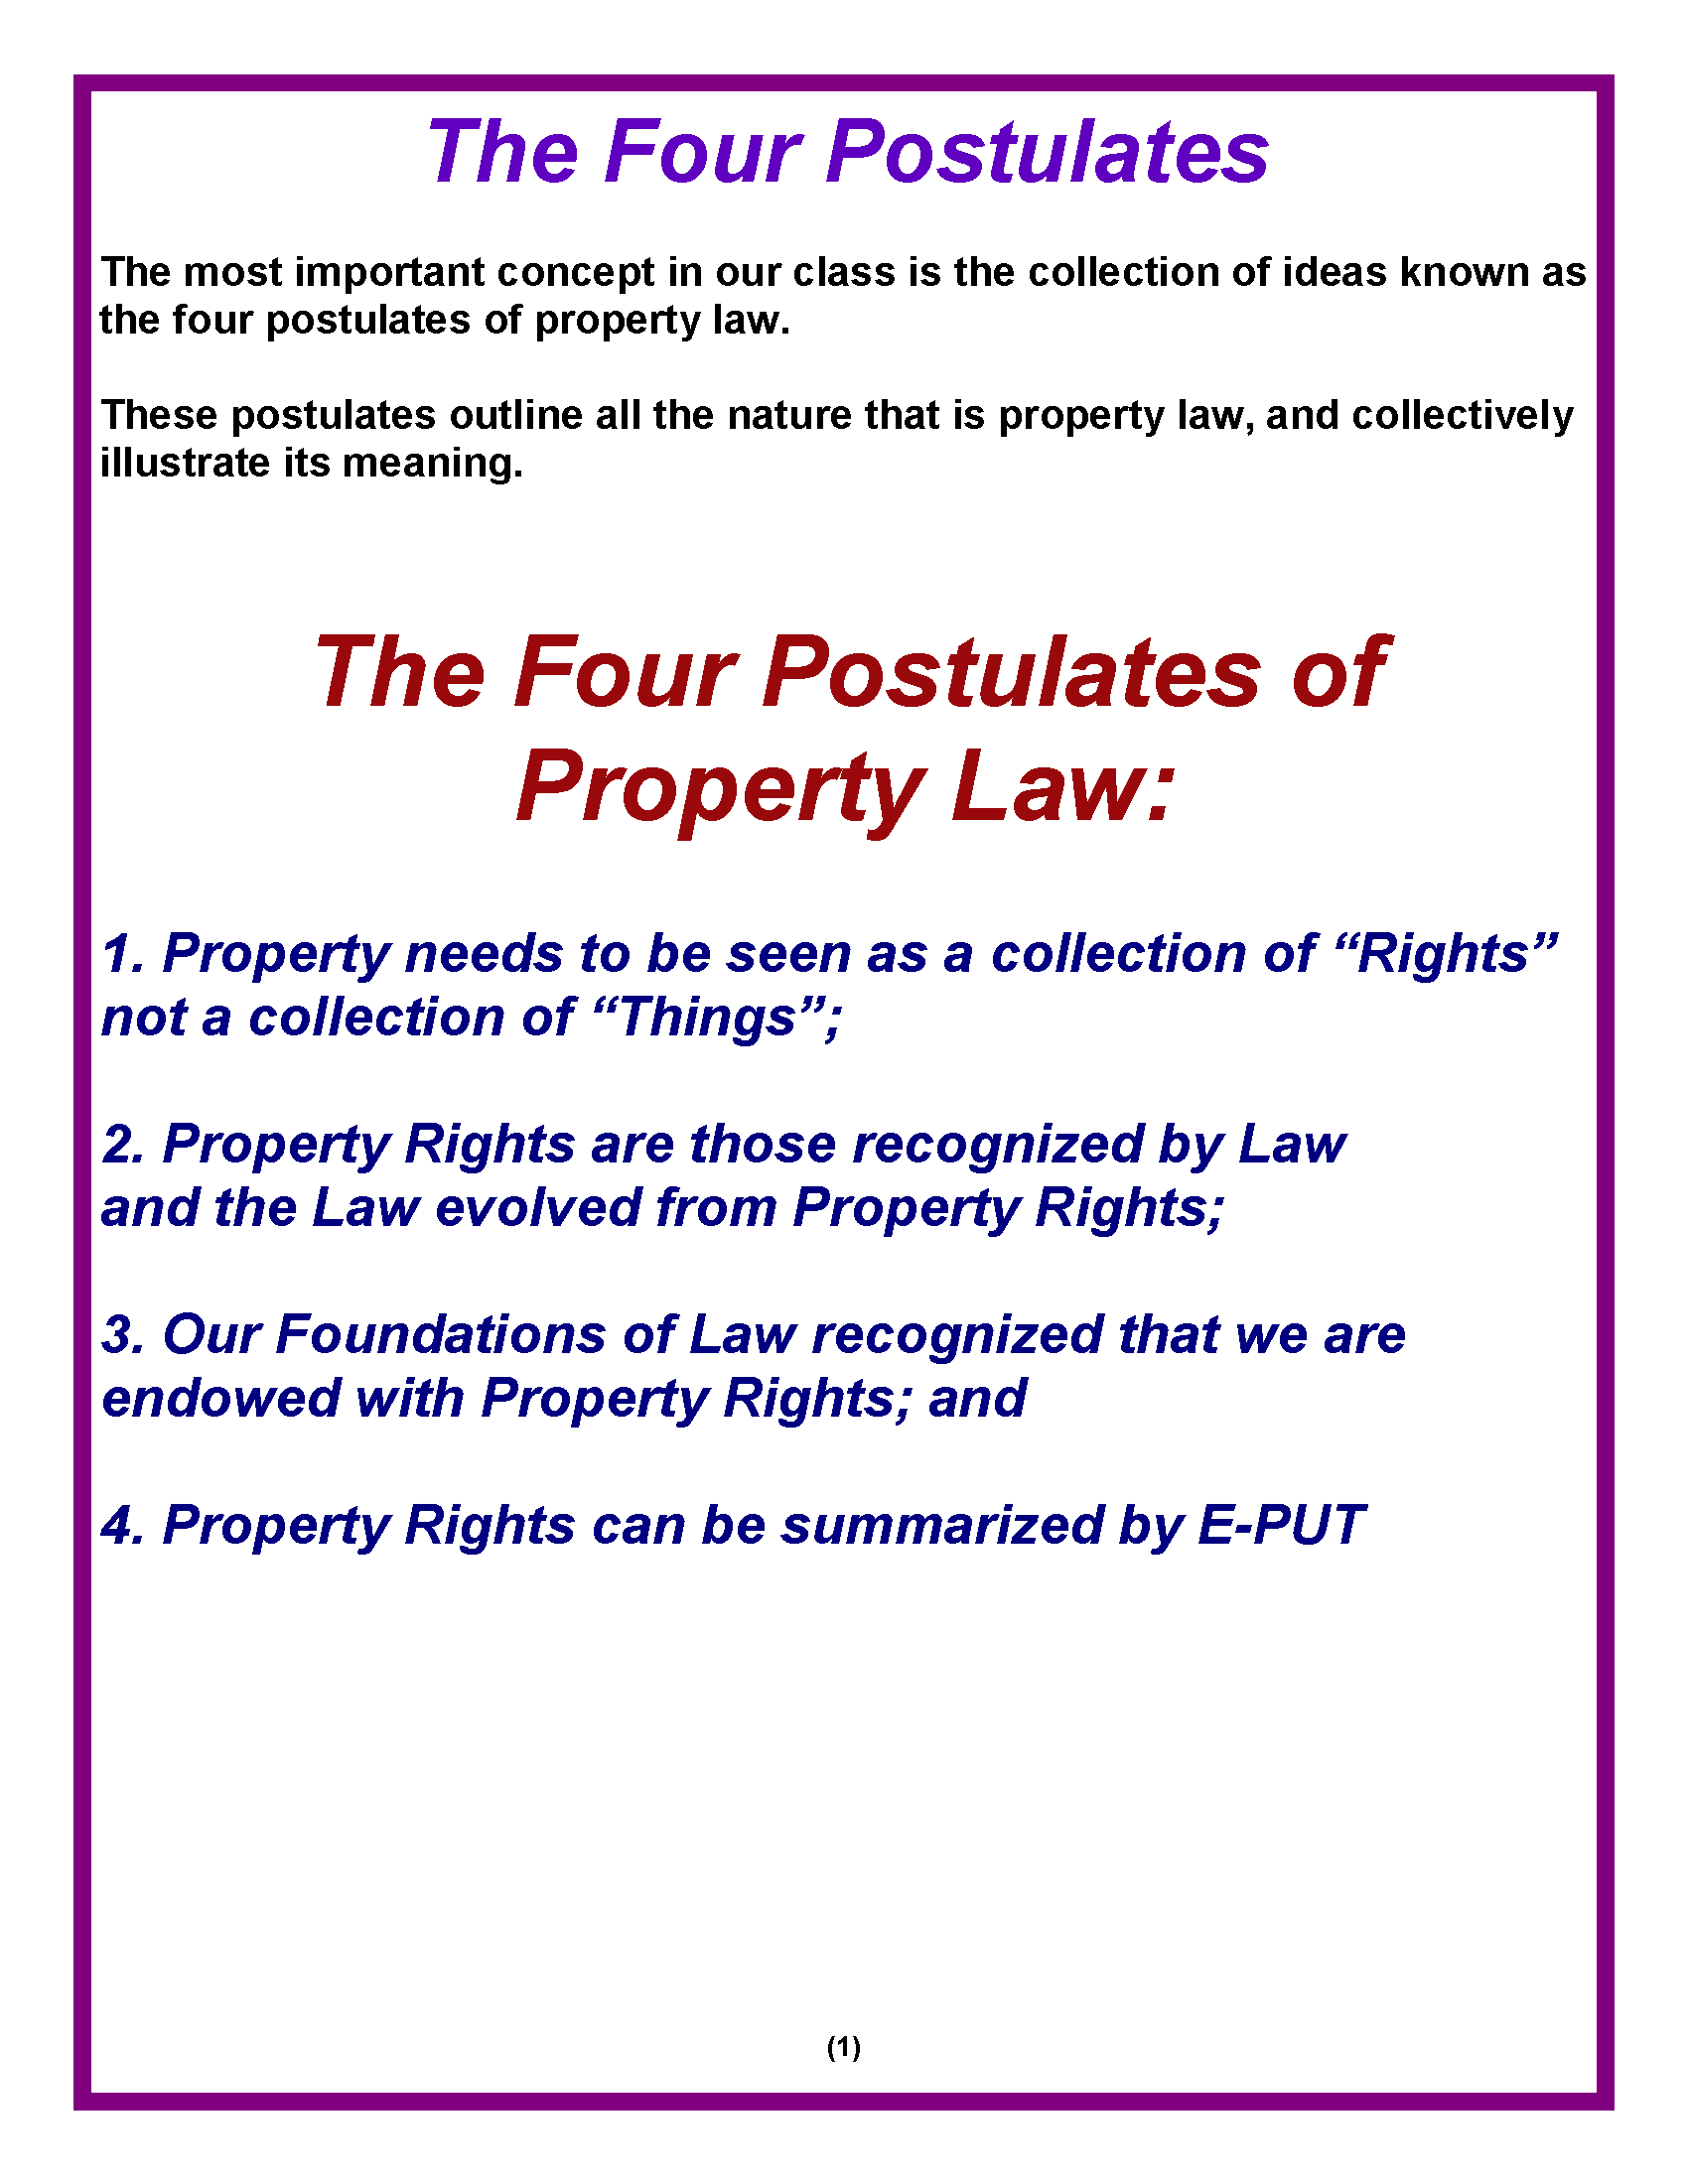 The Four Postulates
The most important concept in our class is the collection of ideas known as
the four postulates of property law.
These postulates outline all the nature that is property law, and collectively
illustrate its meaning.
The Four Postulates of
Property Law:
1. Property needs to be seen as a collection of “Rights”
not a collection of “Things”;
2. Property Rights are those recognized by Law
and the Law evolved from Property Rights;
3. Our Foundations of Law recognized that we are
endowed with Property Rights; and
4. Property Rights can be summarized by E-PUT
(1)